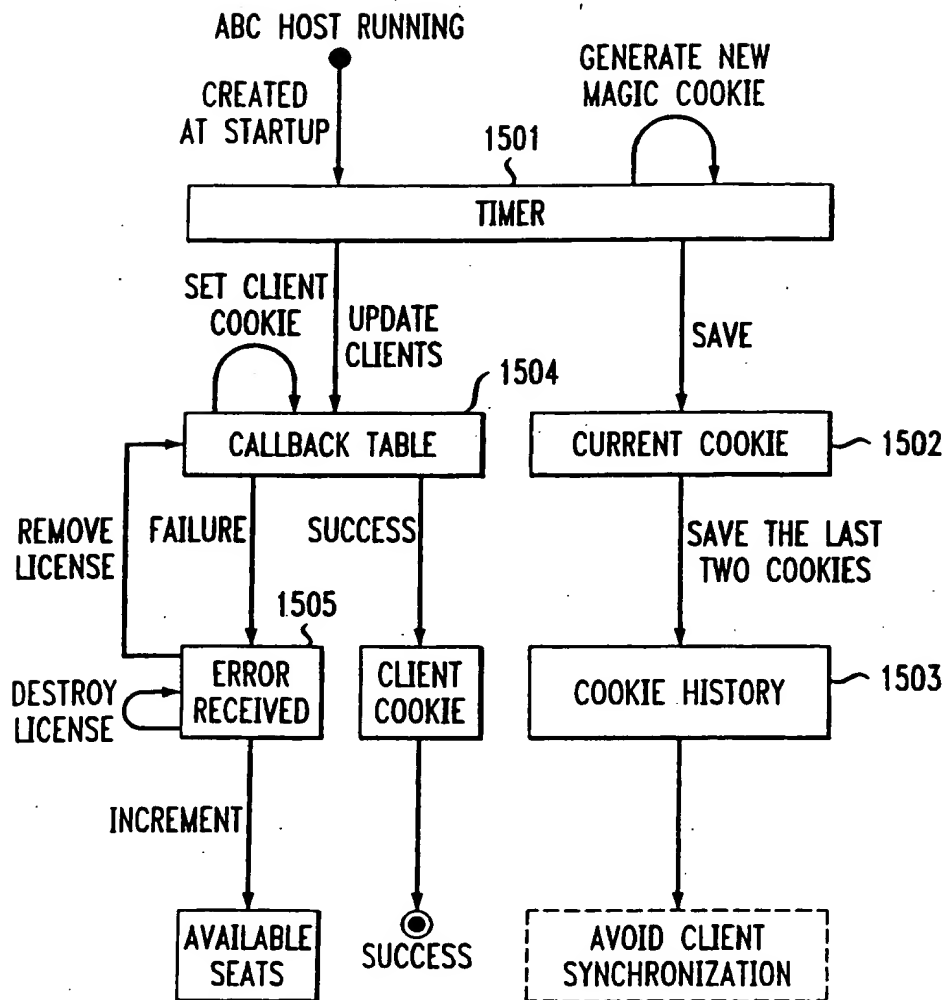 ABC HOST RUNNING
CREATED
AT STARTUP
GENERATE NEW
MAGIC COOKIE
1501
TIMER
SET CLIENT
COOKIE
UPDATE
CLIENTS
SAVE
1504
CALLBACK TABLE
CURRENT COOKIE
1502
REMOVE
LICENSE
FAILURE
SUCCESS
SAVE THE LAST
TWO COOKIES
1505
ERROR
RECEIVED
CLIENT
COOKIE
COOKIE HISTORY
1503
DESTROY
LICENSE
INCREMENT
AVAILABLE
SEATS
SUCCESS
AVOID CLIENT
SYNCHRONIZATION